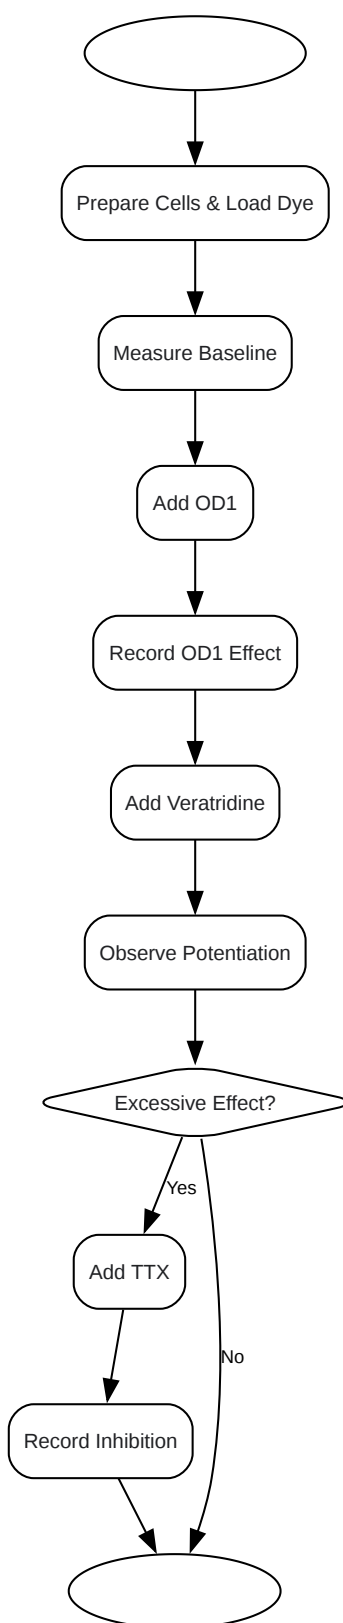 Prepare Cells & Load Dye
Measure Baseline
Add OD1
Record OD1 Effect
Add Veratridine
Observe Potentiation
Excessive Effect?
Yes
Add TTX
No
Record Inhibition